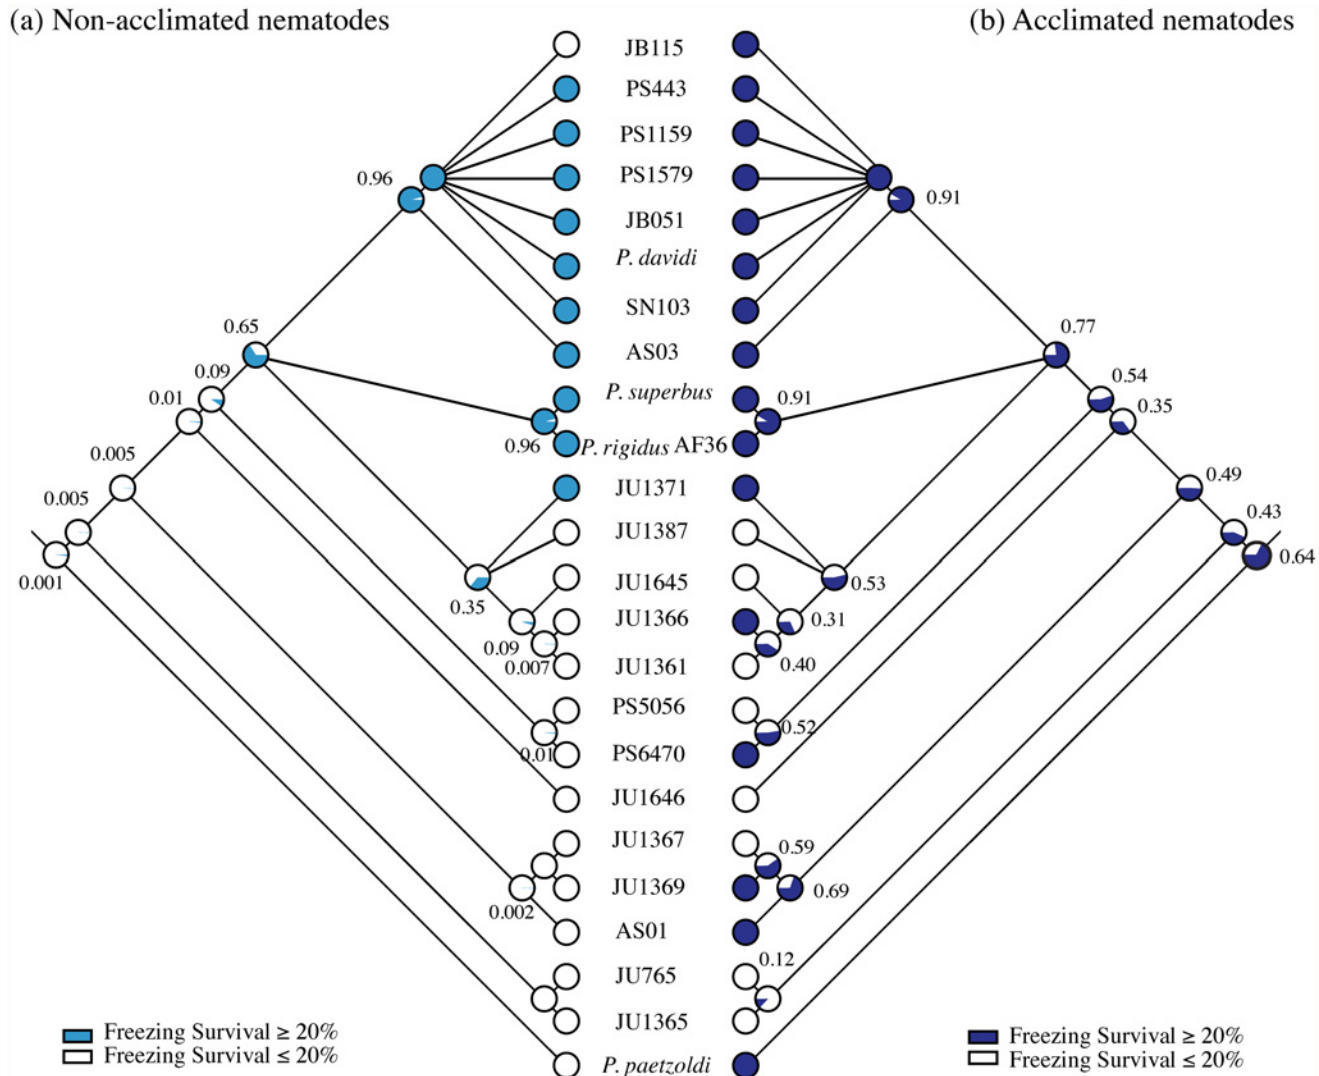 (a) Non-acclimated nematodes
(b) Acclimated nematodes
JB115
PS443
PS1159
0.96
PS1579
0.91
JB051
P. davidi
SN103
0.65
0.77
AS03
0.09
0.54
0.01
P. superbus
0.91
0.35
0.96
P. rigidus AF36
0.005
0.49
JU1371
0.005
0.43
JU1387
0.001
0.64
JU1645
0.53
0.35
JU1366
0.31
0.09
0.007
JU1361
0.40
PS5056
0.52
0.01
PS6470
JU1646
JU1367
0.59
JU1369
0.69
0.002
AS01
0.12
JU765
JU1365
Freezing Survival ≥ 20%
Freezing Survival ≤ 20%
Freezing Survival ≥ 20%
Freezing Survival ≤ 20%
P. paetzoldi